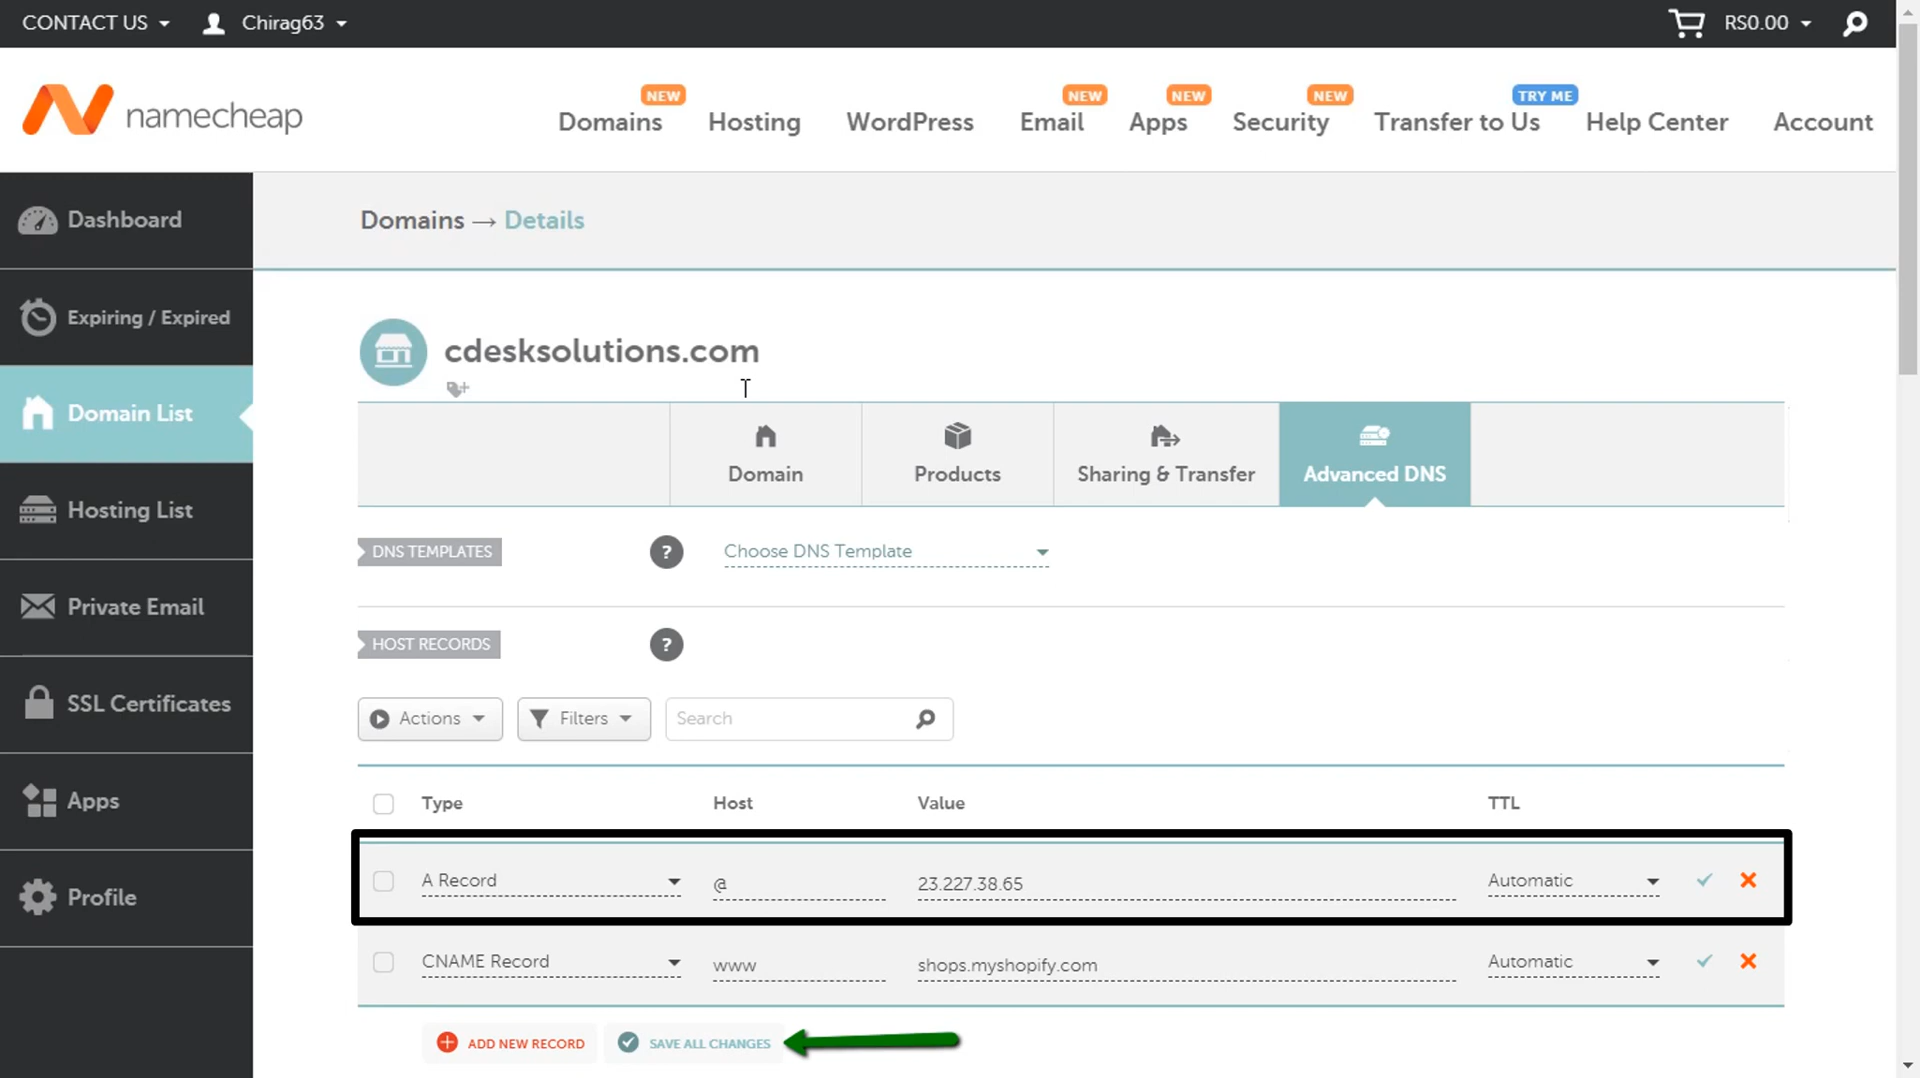 CONTACT US Chirag63 RS0.00
NEW NEW NEW NEW TRY ME
namecheap Domains Hosting WordPress Email Apps Security Transfer to Us Help Center Account
Dashboard
Expiring / Expired
Domain List
Hosting List
Private Email
SSL Certificates
Apps
Profile
Domains → Details
cdesksolutions.com
Domain Products Sharing & Transfer Advanced DNS
DNS TEMPLATES ? Choose DNS Template
HOST RECORDS ?
Actions Filters Search
Type Host Value TTL
A Record @ 23.227.38.65 Automatic
CNAME Record www shops.myshopify.com Automatic
ADD NEW RECORD SAVE ALL CHANGES